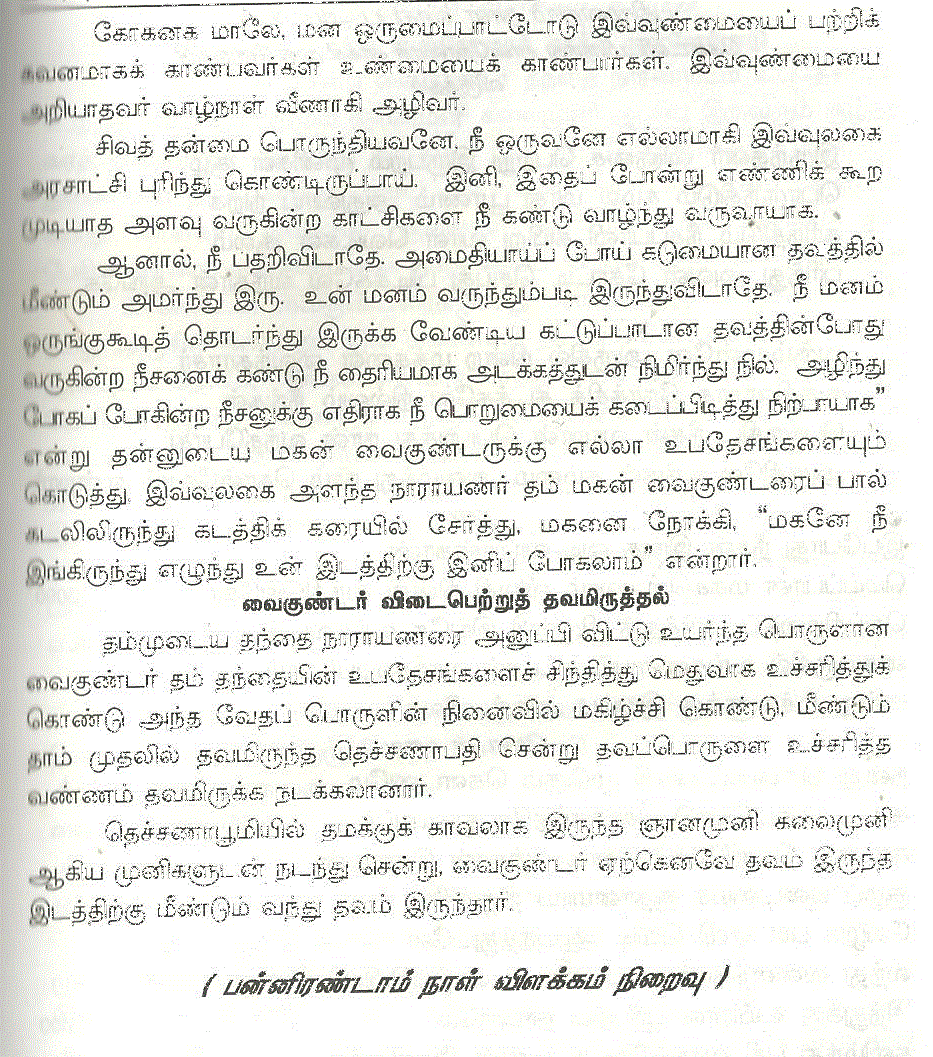 கோகனக மாலே, மன ஒருமைப்பாட்டோடு இவ்வுண்மையைப் பற்றிக்
கவனமாகக் காண்பவர்கள் உண்மையைக் காண்பார்கள். இவ்வுண்மையை
அறியாதவர் வாழ்நாள் வீணாகி அழிவர்.
சிவத் தன்மை பொருந்தியவனே, நீ ஒருவனே எல்லாமாகி இவ்வுலகை
அரசாட்சி புரிந்து கொண்டிருப்பாய். இனி, இதைப் போன்று எண்ணிக் கூற
முடியாத அளவு வருகின்ற காட்சிகளை நீ கண்டு வாழ்ந்து வருவாயாக.
ஆனால், நீ பதறிவிடாதே. அமைதியாய்ப் போய் கடுமையான தவத்தில்
மீண்டும் அமர்ந்து இரு. உன் மனம் வருந்தும்படி இருந்துவிடாதே. நீ மனம்
ஒருங்குகூடித் தொடர்ந்து இருக்க வேண்டிய கட்டுப்பாடான தவத்தின்போது
வருகின்ற நீசனைக் கண்டு நீ தைரியமாக அடக்கத்துடன் நிமிர்ந்து நில். அழிந்து
போகப் போகின்ற நீசனுக்கு எதிராக நீ பொறுமையைக் கடைப்பிடித்து நிற்பாயாக”
என்று தன்னுடைய மகன் வைகுண்டருக்கு எல்லா உபதேசங்களையும்
கொடுத்து, இவ்வுலகை அளந்த நாராயணர் தம் மகன் வைகுண்டரைப் பால்
கடலிலிருந்து கடத்திக் கரையில் சேர்த்து, மகனை நோக்கி, “மகனே நீ
இங்கிருந்து எழுந்து உன் இடத்திற்கு இனிப் போகலாம்” என்றார்.
வைகுண்டர் விடைபெற்றுத் தவமிருத்தல்
தம்முடைய தந்தை நாராயணரை அனுப்பி விட்டு உயர்ந்த பொருளான
வைகுண்டர் தம் தந்தையின் உபதேசங்களைச் சிந்தித்து மெதுவாக உச்சரித்துக்
கொண்டு அந்த வேதப் பொருளின் நினைவில் மகிழ்ச்சி கொண்டு, மீண்டும்
தாம் முதலில் தவமிருந்த தெச்சணாபதி சென்று தவப்பொருளை உச்சரித்த
வண்ணம் தவமிருக்க நடக்கலானார்.
தெச்சணாபூமியில் தமக்குக் காவலாக இருந்த ஞானமுனி கலைமுனி
ஆகிய முனிகளுடன் நடந்து சென்று, வைகுண்டர் ஏற்கெனவே தவம் இருந்த
இடத்திற்கு மீண்டும் வந்து தவம் இருந்தார்.
( பன்னிரண்டாம் நாள் விளக்கம் நிறைவு )